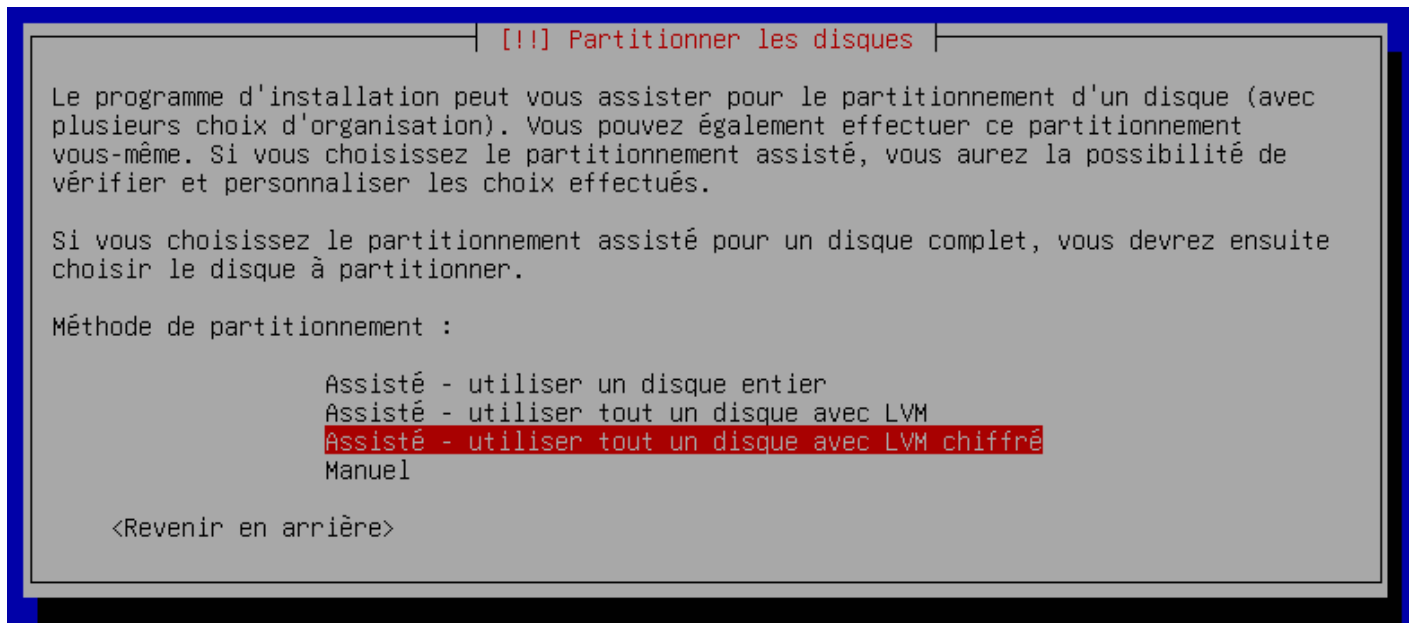 [!!] Partitionner les disques
Le programme d'installation peut vous assister pour le partitionnement d'un disque (avec
plusieurs choix d'organisation). Vous pouvez également effectuer ce partitionnement
vous-même. Si vous choisissez le partitionnement assisté, vous aurez la possibilité de
vérifier et personnaliser les choix effectués.
Si vous choisissez le partitionnement assisté pour un disque complet, vous devrez ensuite
choisir le disque à partitionner.
Méthode de partitionnement :
Assisté - utiliser un disque entier
Assisté - utiliser tout un disque avec LVM
Assisté - utiliser tout un disque avec LVM chiffré
Manuel
<Revenir en arrière>